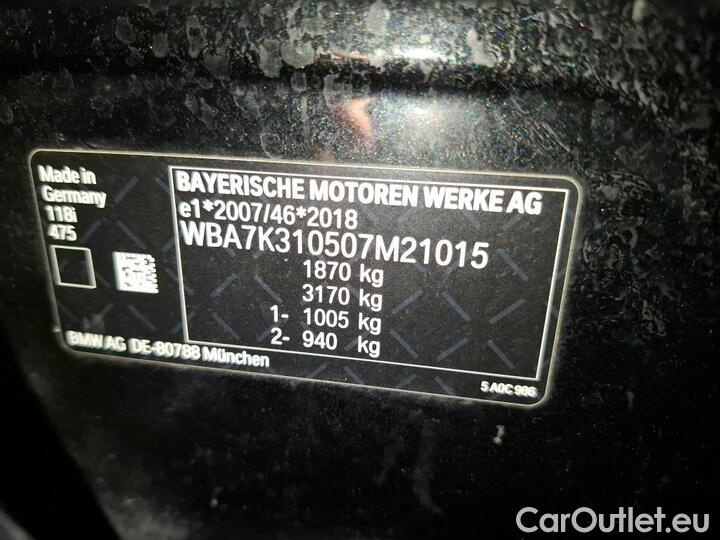 Made in
Germany
118i
475
BAYERISCHE MOTOREN WERKE AG
e1*2007/46*2018
WBA7K310507M21015
1870 kg
3170 kg
1- 1005 kg
2- 940 kg
BMW AG DE-80788 München
5 A0C 986
CarOutlet.eu